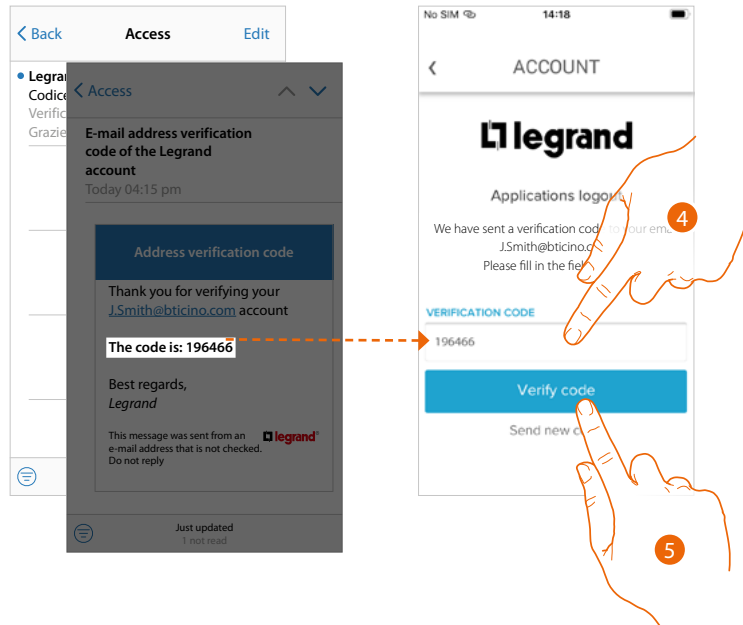 Back
Access
Edit
Codice
Grazie
Access
E-mail address verification
code of the Legrand
account
Today 04:15 pm
Address verification code
Thank you for verifying your
J.Smith@bticino.com account
The code is: 196466
Best regards,
Legrand
This message was sent from an
e-mail address that is not checked.
Do not reply
legrand
Just updated
1 not read
No SIM
14:18
ACCOUNT
legrand
Applications logout
We have sent a verification code to your
J.Smith@bticino.c
Please fill in the
VERIFICATION CODE
196466
Verify code
Send new
4
5